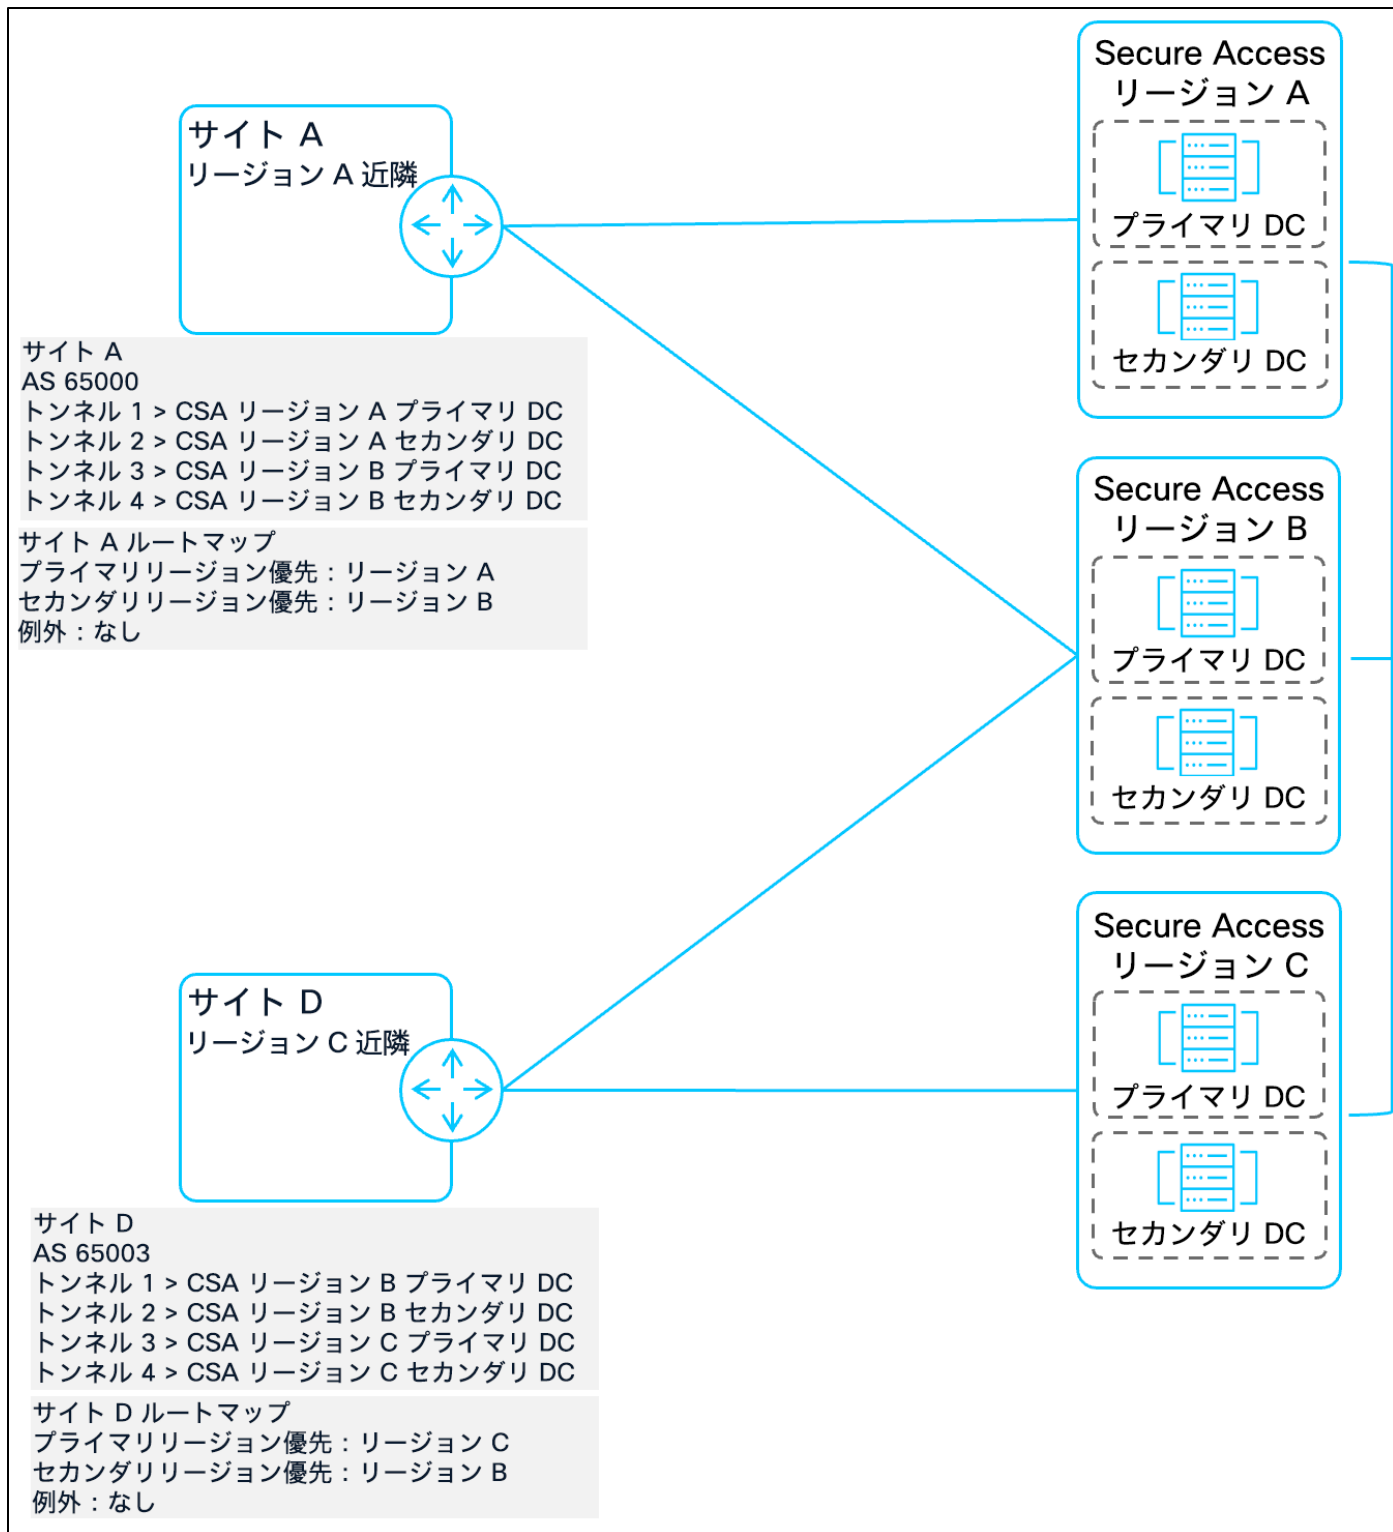 サイト A
リージョン A 近隣
サイト A
AS 65000
トンネル 1 > CSA リージョン A プライマリ DC
トンネル 2 > CSA リージョン A セカンダリ DC
トンネル 3 > CSA リージョン B プライマリ DC
トンネル 4 > CSA リージョン B セカンダリ DC
サイト A ルートマップ
プライマリリージョン優先：リージョン A
セカンダリリージョン優先：リージョン B
例外：なし
サイト D
リージョン C 近隣
サイト D
AS 65003
トンネル 1 > CSA リージョン B プライマリ DC
トンネル 2 > CSA リージョン B セカンダリ DC
トンネル 3 > CSA リージョン C プライマリ DC
トンネル 4 > CSA リージョン C セカンダリ DC
サイト D ルートマップ
プライマリリージョン優先：リージョン C
セカンダリリージョン優先：リージョン B
例外：なし
Secure Access
リージョン A
プライマリ DC
セカンダリ DC
Secure Access
リージョン B
プライマリ DC
セカンダリ DC
Secure Access
リージョン C
プライマリ DC
セカンダリ DC